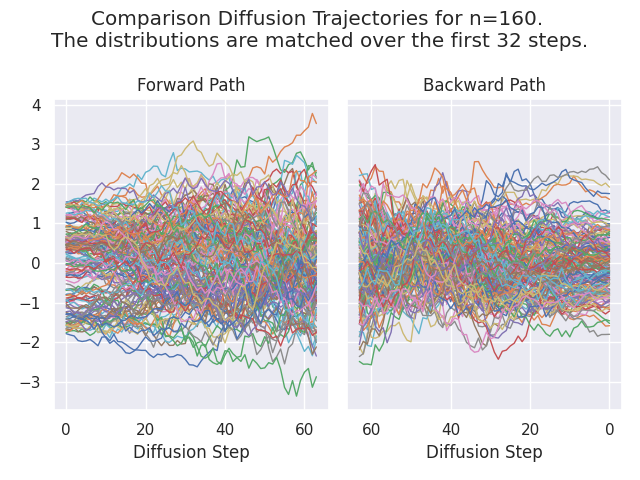 Comparison Diffusion Trajectories for n=160.
The distributions are matched over the first 32 steps.
Forward Path
Backward Path
4
3
2
1
0
−1
−2
−3
0 20 40 60
60 40 20 0
Diffusion Step
Diffusion Step